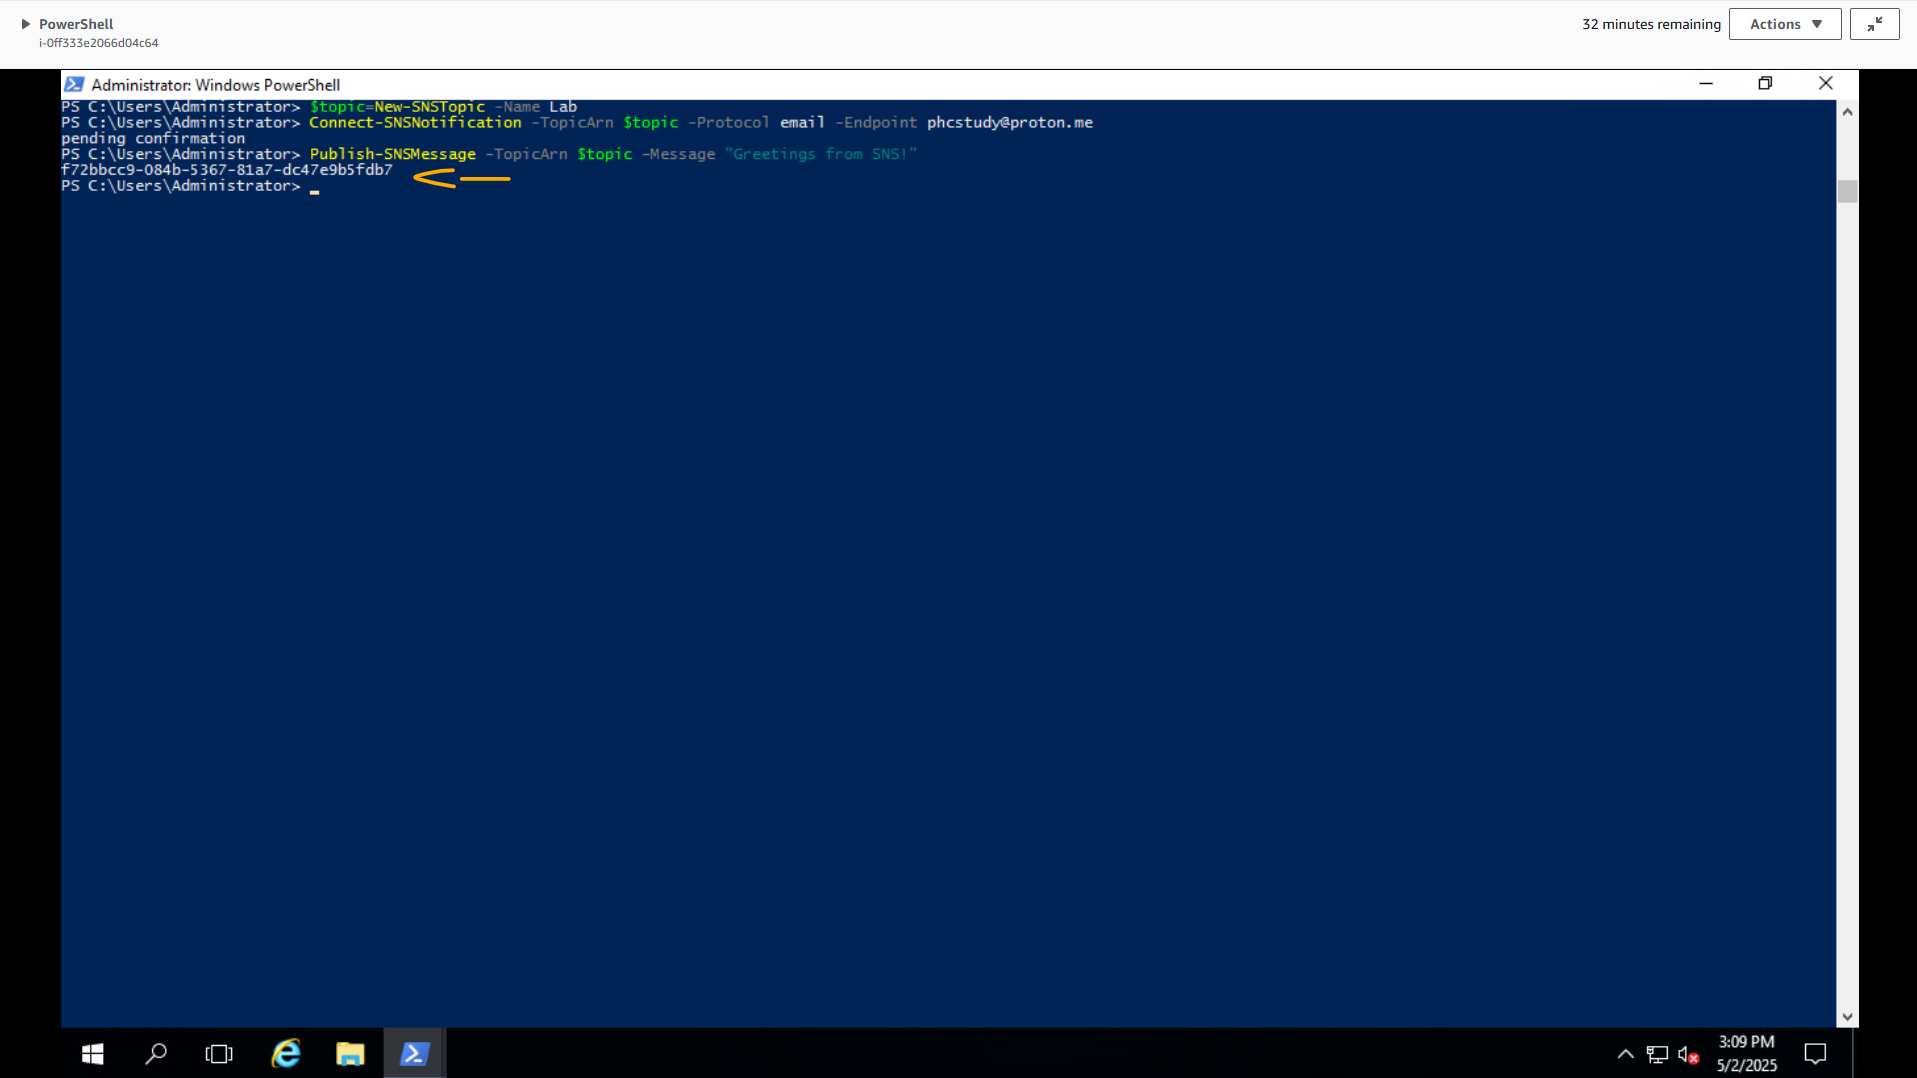 PowerShell
i-0ff333e2066d04c64
32 minutes remaining
Actions
Administrator: Windows PowerShell
PS C:\Users\Administrator> $topic=New-SNSTopic -Name Lab
PS C:\Users\Administrator> Connect-SNSNotification -TopicArn $topic -Protocol email -Endpoint phcstudy@proton.me
pending confirmation
PS C:\Users\Administrator> Publish-SNSMessage -TopicArn $topic -Message "Greetings from SNS!"
f72bbcc9-084b-5367-81a7-dc47e9b5fdb7
PS C:\Users\Administrator> _
3:09 PM
5/2/2025